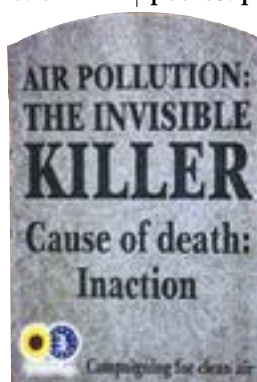 AIR POLLUTION:
THE INVISIBLE
KILLER
Cause of death:
Inaction
Campaigning for clean air